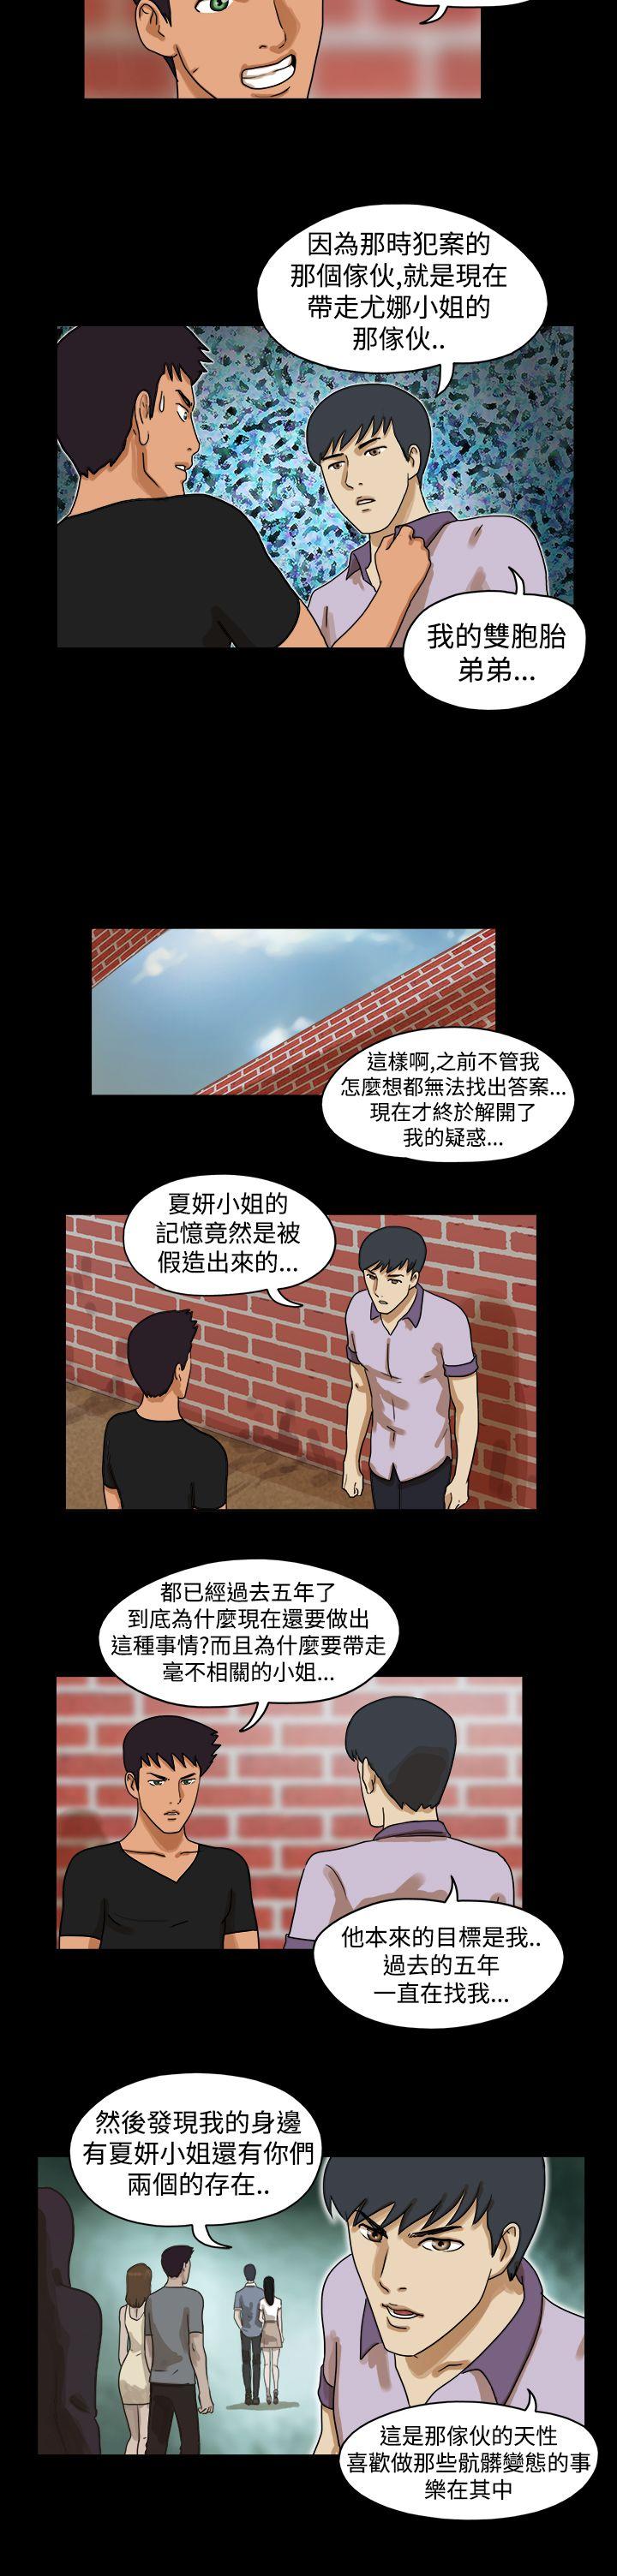 因為那時犯案的
那個傢伙,就是現在
帶走尤娜小姐的
那傢伙..
我的雙胞胎
弟弟...
這樣啊,之前不管我
怎麼想都無法找出答案...
現在才終於解開了
我的疑惑...
夏妍小姐的
記憶竟然是被
假造出來的...
都已經過去五年了
到底為什麼現在還要做出
這種事情?而且為什麼要帶走
毫不相關的小姐...
他本來的目標是我..
過去的五年
一直在找我...
然後發現我的身邊
有夏妍小姐還有你們
兩個的存在..
這是那傢伙的天性
喜歡做那些骯髒變態的事
樂在其中